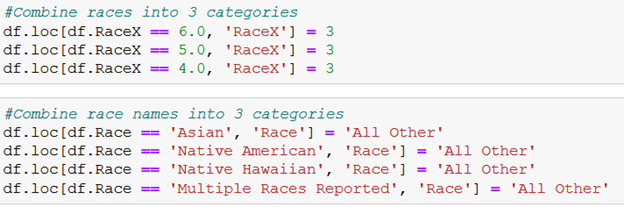 #Combine races into 3 categories
df.loc[df.RaceX == 6.0, 'RaceX'] = 3
df.loc[df.RaceX == 5.0, 'RaceX'] = 3
df.loc[df.RaceX == 4.0, 'RaceX'] = 3
#Combine race names into 3 categories
df.loc[df.Race == 'Asian', 'Race'] = 'All Other'
df.loc[df.Race == 'Native American', 'Race'] = 'All Other'
df.loc[df.Race == 'Native Hawaiian', 'Race'] = 'All Other'
df.loc[df.Race == 'Multiple Races Reported', 'Race'] = 'All Other'